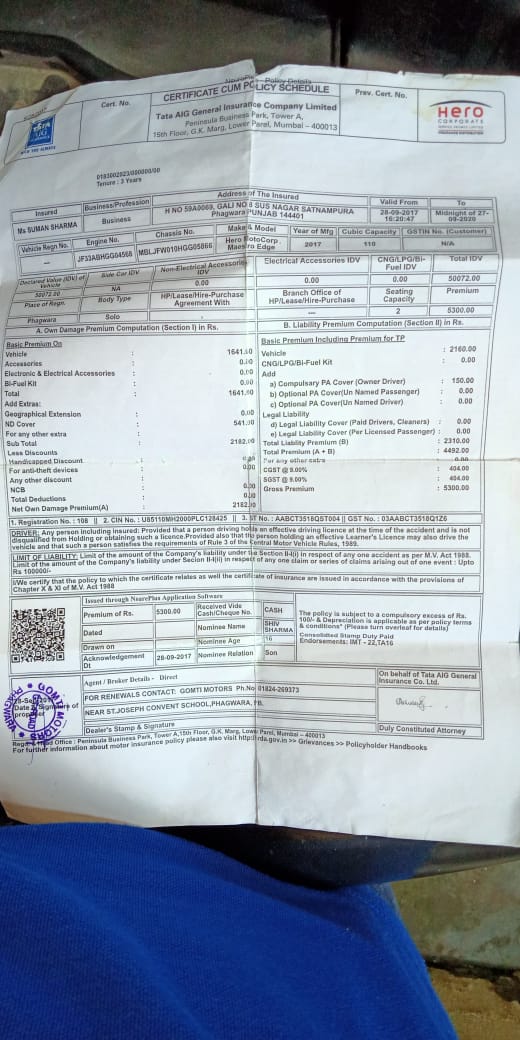 NsurePlus - Policy Details
Cert. No.
CERTIFICATE CUM POLICY SCHEDULE
Prev. Cert. No.
TATA AIG
Tata AIG General Insurance Company Limited
Peninsula Business Park, Tower A,
15th Floor, G.K. Marg, Lower Parel, Mumbai – 400013
Hero
CORPORATE
0183002023/000000/00
Tenure : 3 Years
Insured Business/Profession Address of The Insured Valid From To
Ms SUMAN SHARMA Business H NO 59A0069, GALI NO 8 SUS NAGAR SATNAMPURA Phagwara PUNJAB 144401 28-09-2017 16:20:47 Midnight of 27-09-2020
Vehicle Regn No. Engine No. Chassis No. Make & Model Year of Mfg Cubic Capacity GSTIN No. (Customer)
--- JF33ABHGG04568 MBLJFW010HGG05866 Hero MotoCorp Maestro Edge 2017 110 N/A
Declared Value (IDV) of Vehicle Side Car IDV Non-Electrical Accessories IDV Electrical Accessories IDV CNG/LPG/Bi-Fuel IDV Total IDV
50072.00 NA 0.00 0.00 0.00 50072.00
Place of Regn. Body Type HP/Lease/Hire-Purchase Agreement With Branch Office of HP/Lease/Hire-Purchase Seating Capacity Premium
Phagwara Solo --- 2 5300.00
A. Own Damage Premium Computation (Section I) in Rs.
Basic Premium On
Vehicle : 1641.00
Accessories : 0.00
Electronic & Electrical Accessories : 0.00
Bi-Fuel Kit : 0.00
Total : 1641.00
Add Extras:
Geographical Extension : 0.00
ND Cover : 541.00
For any other extra :
Sub Total : 2182.00
Less Discounts
Handicapped Discount : 0.00
For anti-theft devices : 0.00
Any other discount :
NCB : 0.00
Total Deductions : 0.00
Net Own Damage Premium(A) : 2182.00
B. Liability Premium Computation (Section II) in Rs.
Basic Premium Including Premium for TP
Vehicle : 2160.00
CNG/LPG/Bi-Fuel Kit : 0.00
Add
a) Compulsary PA Cover (Owner Driver) : 150.00
b) Optional PA Cover(Un Named Passenger) : 0.00
c) Optional PA Cover(Un Named Driver) : 0.00
Legal Liability
d) Legal Liability Cover (Paid Drivers, Cleaners) : 0.00
e) Legal Liability Cover (Per Licensed Passenger) : 0.00
Total Liability Premium (B) : 2310.00
Total Premium (A + B) : 4492.00
For any other extra 0.00
CGST @ 9.00% : 404.00
SGST @ 9.00% : 404.00
Gross Premium : 5300.00
1. Registration No. : 108 || 2. CIN No. : U85110MH2000PLC128425 || 3. ST No. : AABCT3518QST004 || GST No. : 03AABCT3518Q1Z6
DRIVER: Any person including insured: Provided that a person driving holds an effective driving licence at the time of the accident and is not
disqualified from Holding or obtaining such a licence.Provided also that the person holding an effective Learner's Licence may also drive the
vehicle and that such a person satisfies the requirements of Rule 3 of the Central Motor Vehicle Rules, 1989.
LIMIT OF LIABILITY: Limit of the amount of the Company's liability under the Section II-I(i) in respect of any one accident as per M.V. Act 1988.
Limit of the amount of the Company's liability under Secion II-I(ii) in respect of any one claim or series of claims arising out of one event : Upto
Rs 100000/-
I/We certify that the policy to which the certificate relates as well the certificate of insurance are issued in accordance with the provisions of
Chapter X & XI of M.V. Act 1988
Issued through NsurePlus Application Software
Premium of Rs. 5300.00 Received Vide Cash/Cheque No. CASH
Dated Nominee Name SHIV SHARMA
Drawn on Nominee Age 16
Acknowledgement Dt 28-09-2017 Nominee Relation Son
The policy is subject to a compulsory excess of Rs.
100/- & Depreciation is applicable as per policy terms
& conditions* (Please turn overleaf for details)
Consolidated Stamp Duty Paid
Endorsements: IMT - 22,TA16
Agent / Broker Details - Direct
On behalf of Tata AIG General Insurance Co. Ltd.
FOR RENEWALS CONTACT: GOMTI MOTORS Ph.No 01824-269373
NEAR ST.JOSEPH CONVENT SCHOOL,PHAGWARA,PB.
Date & Signature of proposer
GOMTI MOTORS PHAGWARA
Dealer's Stamp & Signature
Duly Constituted Attorney
Office : Peninsula Business Park, Tower A,15th Floor, G.K. Marg, Lower Parel, Mumbai – 400013
For further information about motor insurance policy please also visit http://irda.gov.in >> Grievances >> Policyholder Handbooks